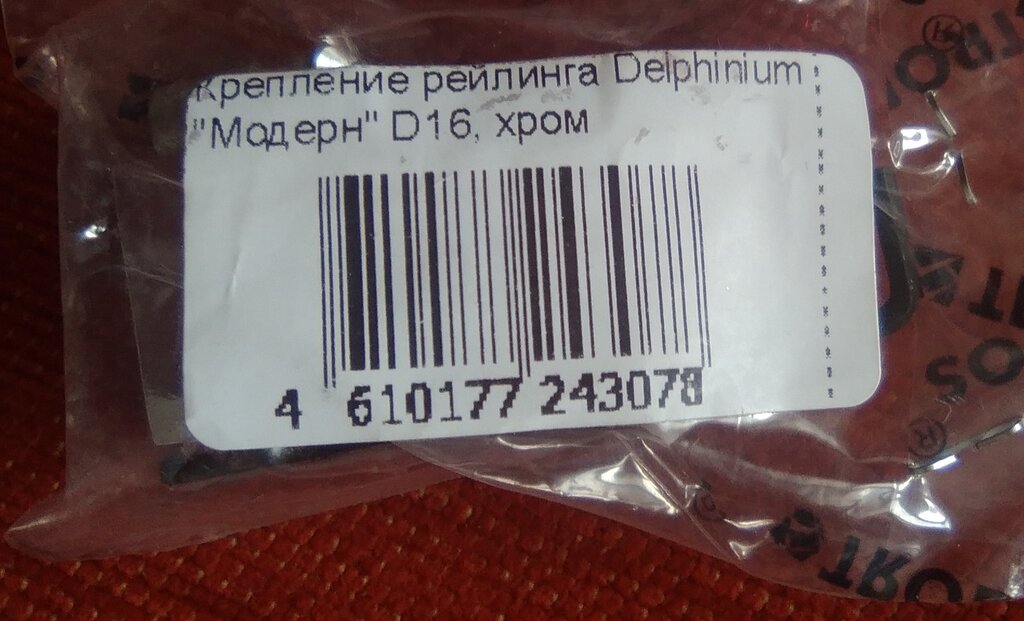 Крепление рейлинга Delphinium
"Модерн" D16, хром
4 610177 243078